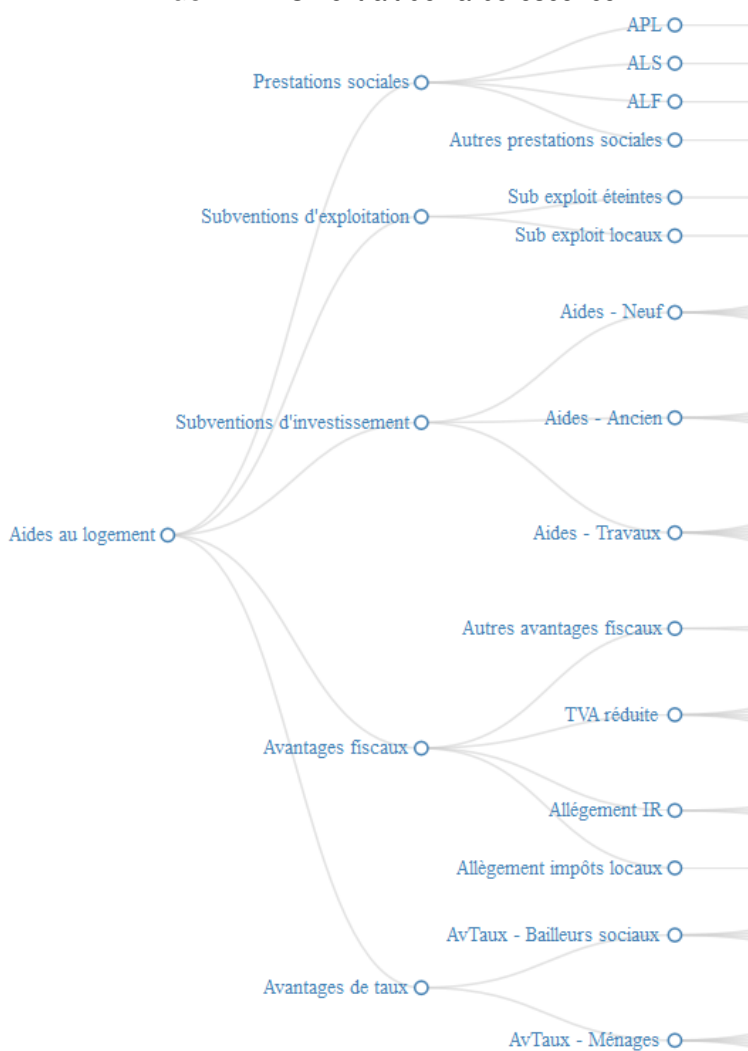 APL
ALS
Prestations sociales
ALF
Autres prestations sociales
Sub exploit éteintes
Subventions d'exploitation
Sub exploit locaux
Aides - Neuf
Aides - Ancien
Subventions d'investissement
Aides - Travaux
Aides au logement
Autres avantages fiscaux
TVA réduite
Avantages fiscaux
Allégement IR
Allègement impôts locaux
AvTaux - Bailleurs sociaux
Avantages de taux
AvTaux - Ménages